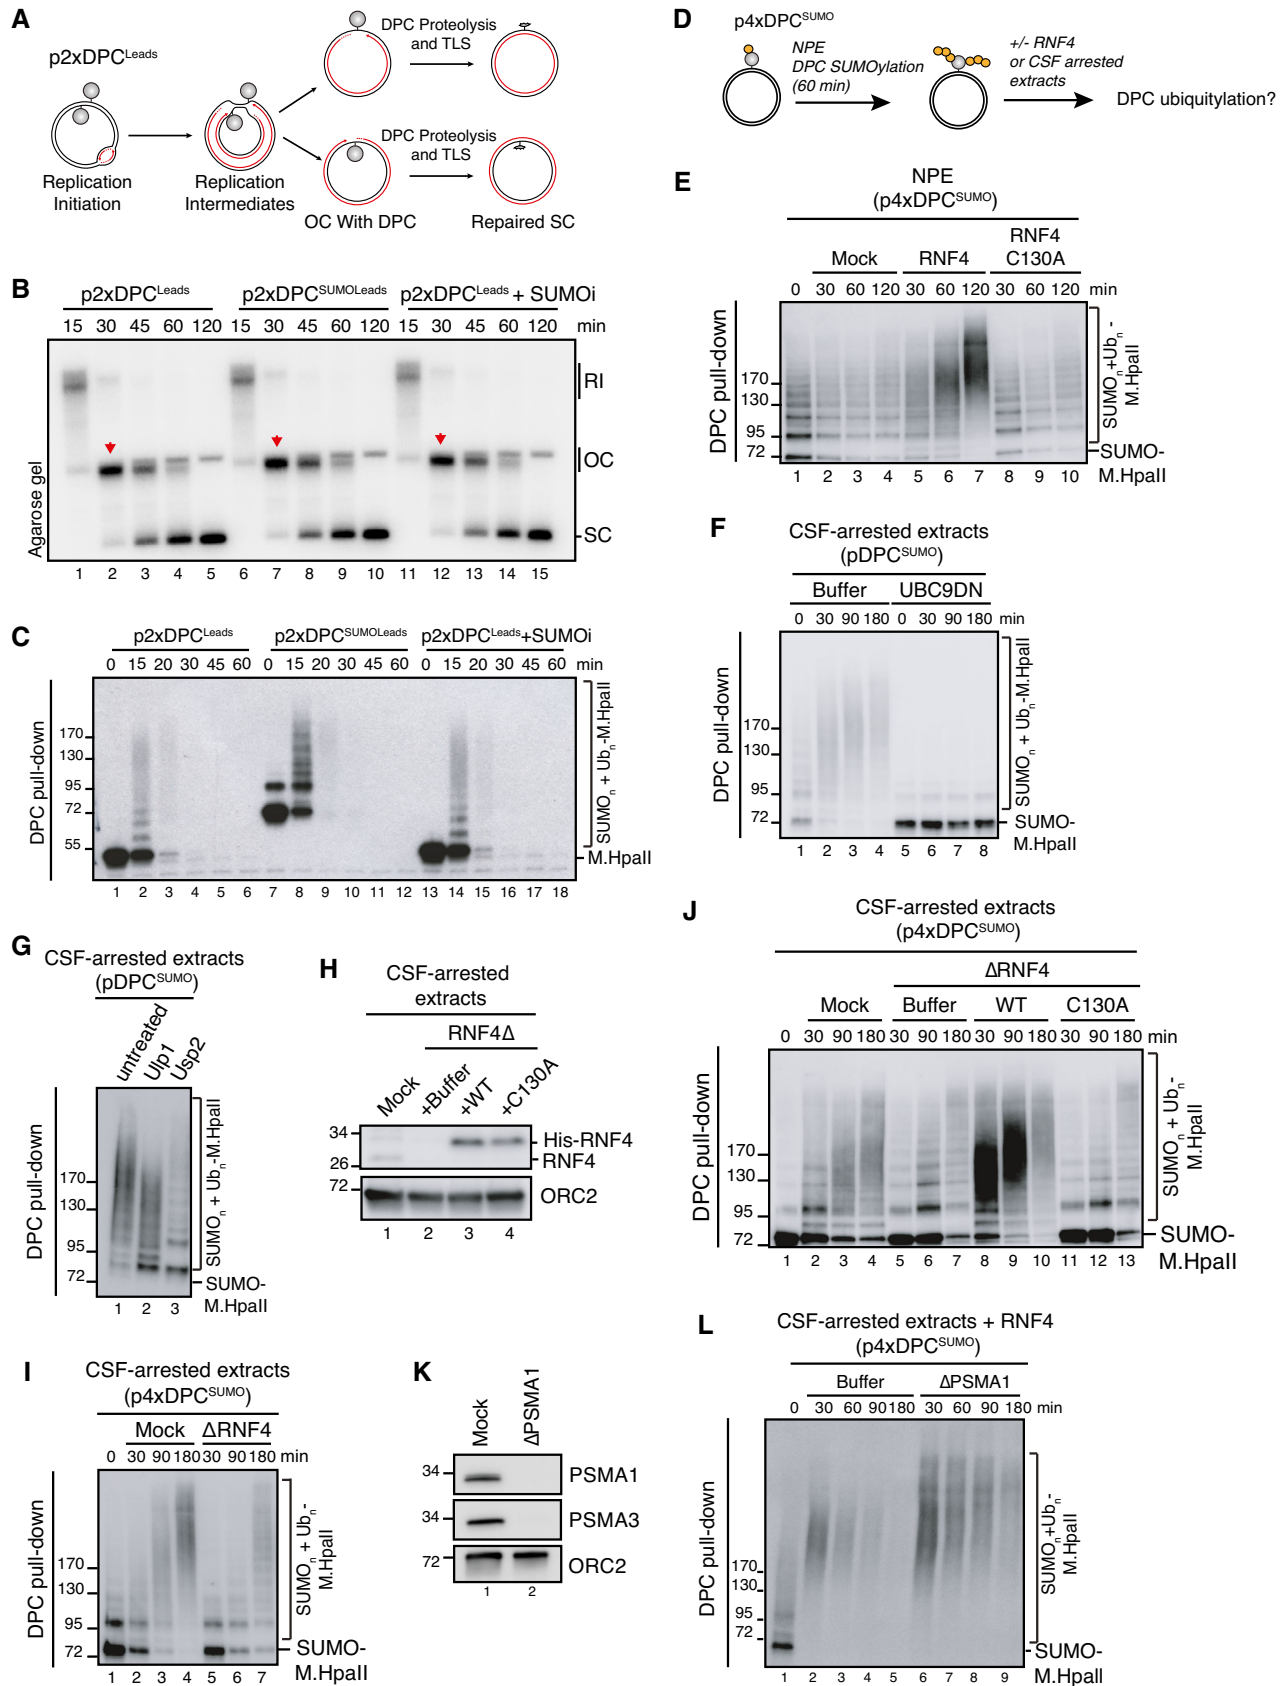 A
p2xDPC^Leads
Replication Initiation
Replication Intermediates
DPC Proteolysis and TLS
DPC Proteolysis and TLS
OC With DPC
Repaired SC
B
p2xDPC^Leads p2xDPC^SUMOLeads p2xDPC^Leads + SUMOi
15 30 45 60 120 15 30 45 60 120 15 30 45 60 120 min
RI
OC
SC
Agarose gel
1 2 3 4 5 6 7 8 9 10 11 12 13 14 15
C
p2xDPC^Leads p2xDPC^SUMOLeads p2xDPC^Leads+SUMOi
0 15 20 30 45 60 0 15 20 30 45 60 0 15 20 30 45 60 min
DPC pull-down
170
130
95
72
55
SUMO_n + Ub_n-M.HpaII
M.HpaII
1 2 3 4 5 6 7 8 9 10 11 12 13 14 15 16 17 18
D
p4xDPC^SUMO
NPE
DPC SUMOylation
(60 min)
+/- RNF4
or CSF arrested
extracts
DPC ubiquitylation?
E
NPE
(p4xDPC^SUMO)
Mock RNF4 RNF4 C130A
0 30 60 120 30 60 120 30 60 120 min
DPC pull-down
170
130
95
72
SUMO_n+Ub_n-
M.HpaII
SUMO-
M.HpaII
1 2 3 4 5 6 7 8 9 10
F
CSF-arrested extracts
(pDPC^SUMO)
Buffer UBC9DN
0 30 90 180 0 30 90 180 min
DPC pull-down
170
130
95
72
SUMO_n + Ub_n-M.HpaII
SUMO-
M.HpaII
1 2 3 4 5 6 7 8
G
CSF-arrested extracts
(pDPC^SUMO)
untreated
Ulp1
Usp2
DPC pull-down
170
130
95
72
SUMO_n + Ub_n-M.HpaII
SUMO-
M.HpaII
1 2 3
H
CSF-arrested
extracts
RNF4Δ
Mock
+Buffer
+WT
+C130A
34
26
72
His-RNF4
RNF4
ORC2
1 2 3 4
I
CSF-arrested extracts
(p4xDPC^SUMO)
Mock ΔRNF4
0 30 90 180 30 90 180 min
DPC pull-down
170
130
95
72
SUMO_n + Ub_n-
M.HpaII
SUMO-
M.HpaII
1 2 3 4 5 6 7
J
CSF-arrested extracts
(p4xDPC^SUMO)
ΔRNF4
Mock Buffer WT C130A
0 30 90 180 30 90 180 30 90 180 30 90 180 min
DPC pull-down
170
130
95
72
SUMO_n + Ub_n-
M.HpaII
SUMO-
M.HpaII
1 2 3 4 5 6 7 8 9 10 11 12 13
K
Mock
ΔPSMA1
34
34
72
PSMA1
PSMA3
ORC2
1 2
L
CSF-arrested extracts + RNF4
(p4xDPC^SUMO)
Buffer ΔPSMA1
0 30 60 90 180 30 60 90 180 min
DPC pull-down
170
130
95
72
SUMO_n+Ub_n-
M.HpaII
SUMO-
M.HpaII
1 2 3 4 5 6 7 8 9